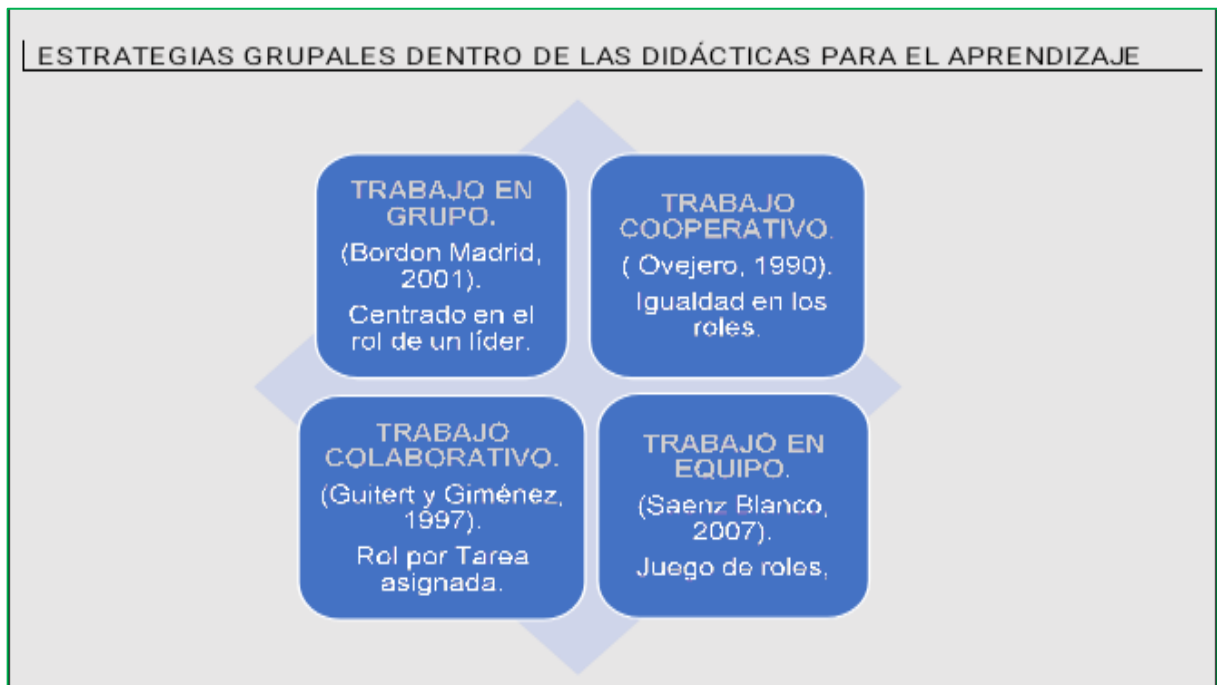 ESTRATEGIAS GRUPALES DENTRO DE LAS DIDÁCTICAS PARA EL APRENDIZAJE
TRABAJO EN
GRUPO.
(Bordon Madrid,
2001).
Centrado en el
rol de un líder.
TRABAJO
COOPERATIVO.
( Ovejero, 1990).
Igualdad en los
roles.
TRABAJO
COLABORATIVO.
(Guitert y Giménez,
1997).
Rol por Tarea
asignada.
TRABAJO EN
EQUIPO.
(Saenz Blanco,
2007).
Juego de roles,